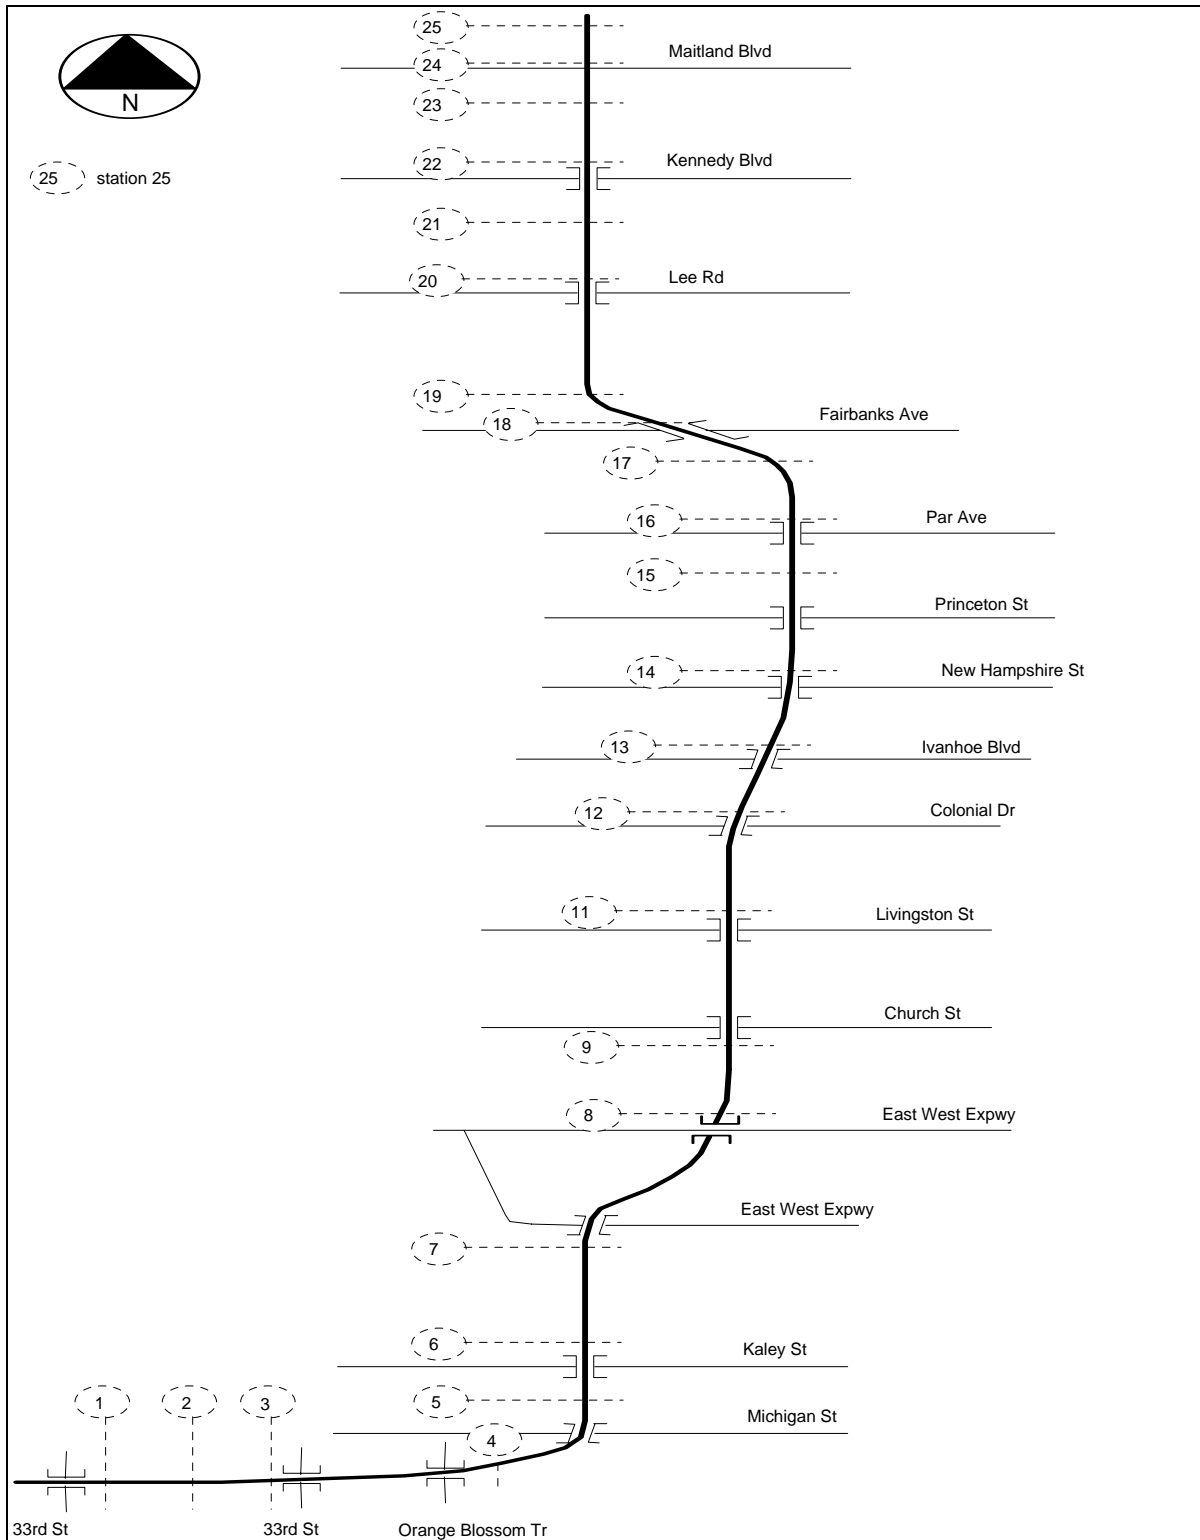 25
Maitland Blvd
24
N
23
Kennedy Blvd
22
25 station 25
21
Lee Rd
20
19
Fairbanks Ave
18
17
Par Ave
16
15
Princeton St
New Hampshire St
14
Ivanhoe Blvd
13
Colonial Dr
12
Livingston St
11
Church St
9
East West Expwy
8
East West Expwy
7
Kaley St
6
1 2 3 5
Michigan St
4
33rd St 33rd St Orange Blossom Tr